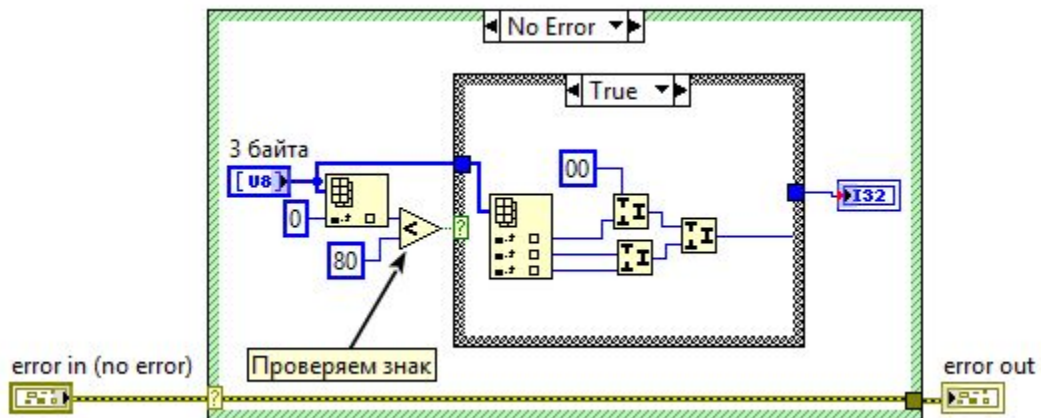 No Error
True
3 байта
[U8]
00
0
80
I32
Проверяем знак
error in (no error)
error out